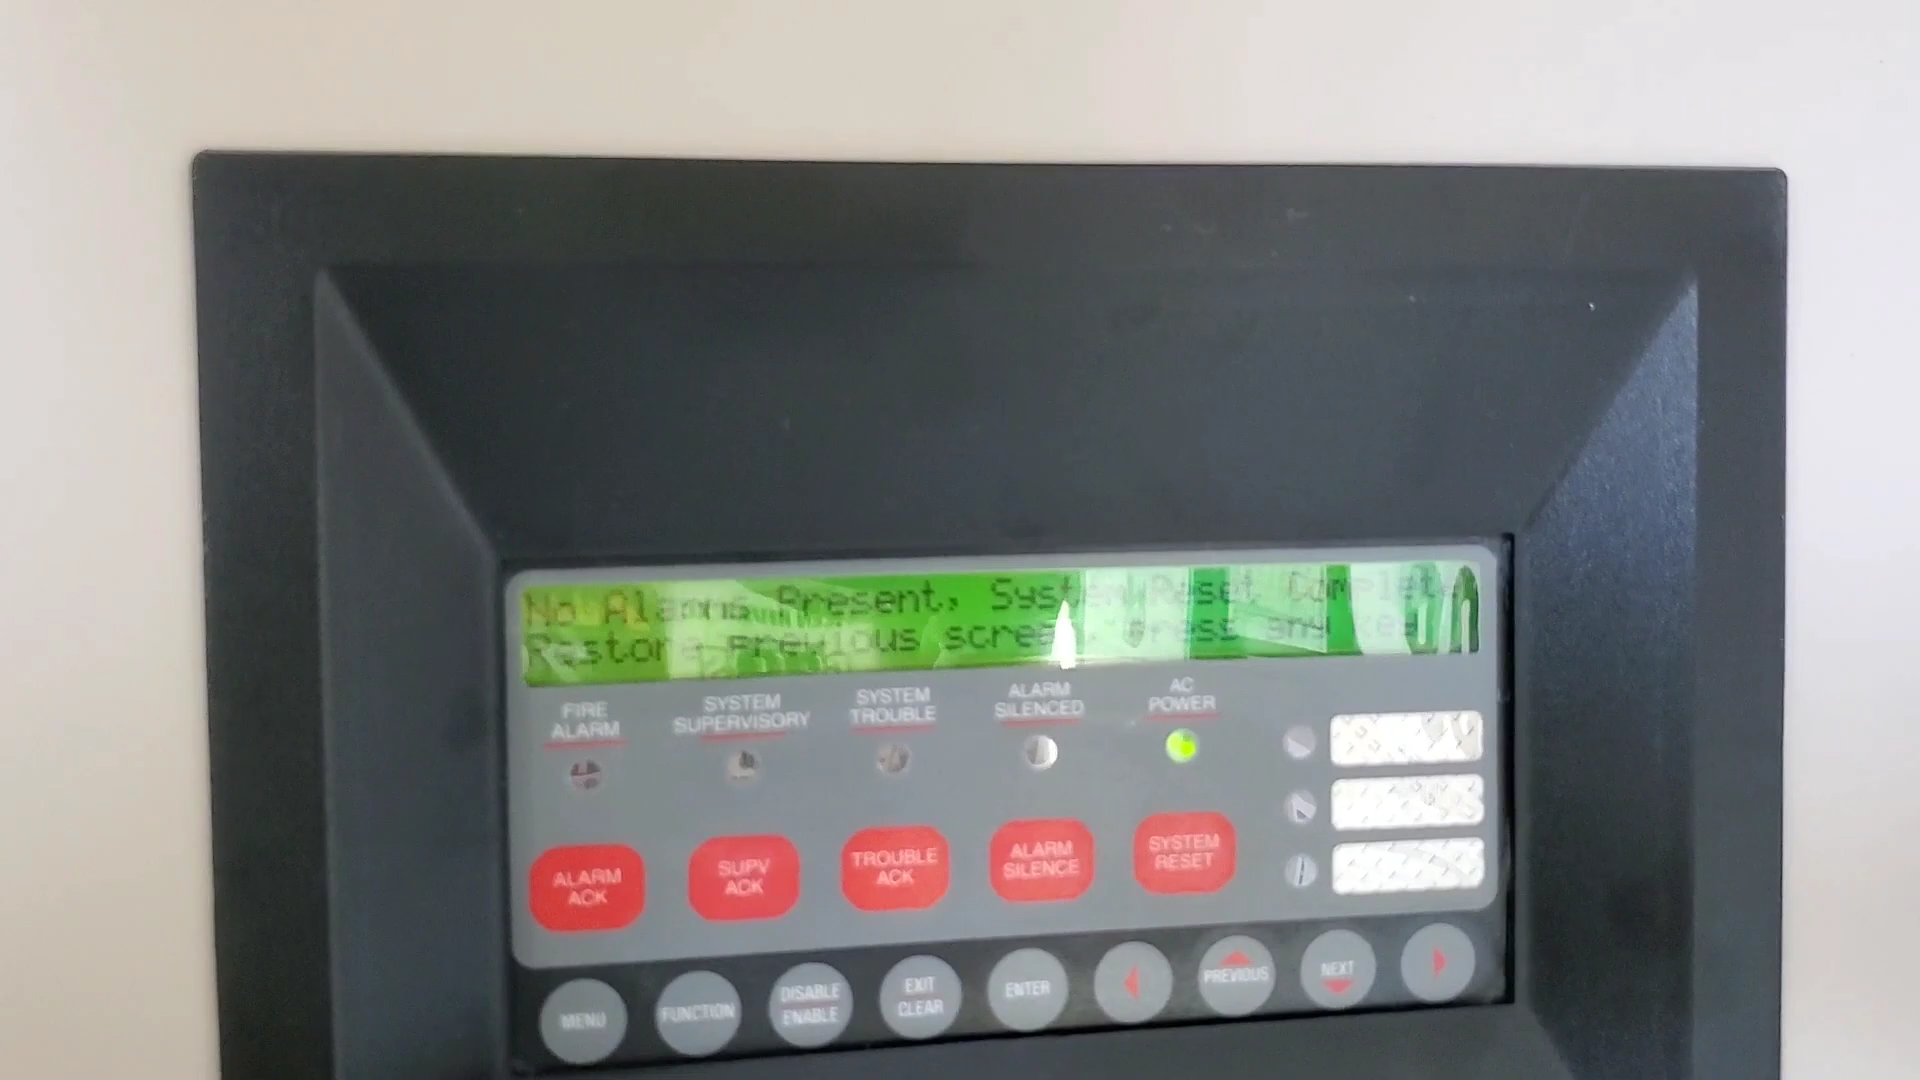 No Alarms Present, System Reset Complete
Restore previous screen, press any key
FIRE
ALARM
SYSTEM
SUPERVISORY
SYSTEM
TROUBLE
ALARM
SILENCED
AC
POWER
ALARM
ACK
SUPV
ACK
TROUBLE
ACK
ALARM
SILENCE
SYSTEM
RESET
MENU
FUNCTION
DISABLE
ENABLE
EXIT
CLEAR
ENTER
PREVIOUS
NEXT